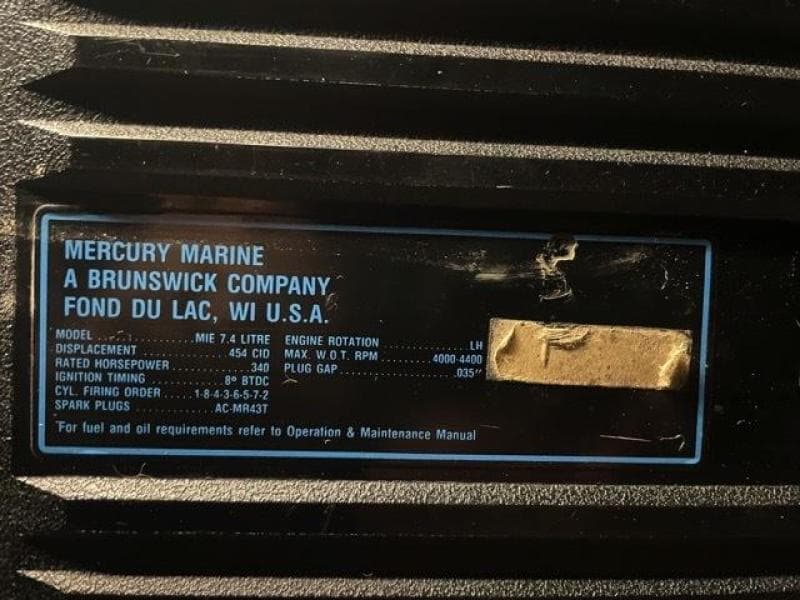 MERCURY MARINE
A BRUNSWICK COMPANY
FOND DU LAC, WI U.S.A.
MODEL ............ MIE 7.4 LITRE ENGINE ROTATION ............ LH
DISPLACEMENT ............ 454 CID MAX. W.O.T. RPM ............ 4000-4400
RATED HORSEPOWER ............ 340 PLUG GAP ............ .035"
IGNITION TIMING ............ 8° BTDC
CYL. FIRING ORDER ..... 1-8-4-3-6-5-7-2
SPARK PLUGS ............ AC-MR43T
For fuel and oil requirements refer to Operation & Maintenance Manual